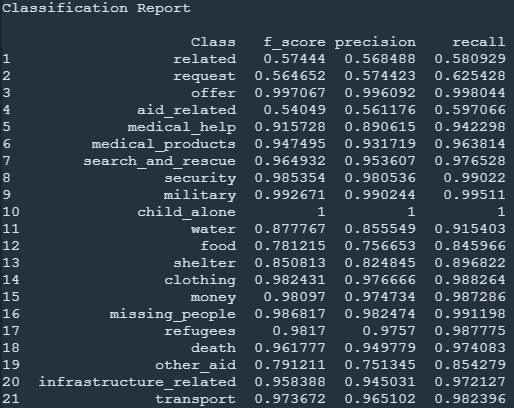 Classification Report
Class f_score precision recall
1 related 0.57444 0.568488 0.580929
2 request 0.564652 0.574423 0.625428
3 offer 0.997067 0.996092 0.998044
4 aid_related 0.54049 0.561176 0.597066
5 medical_help 0.915728 0.890615 0.942298
6 medical_products 0.947495 0.931719 0.963814
7 search_and_rescue 0.964932 0.953607 0.976528
8 security 0.985354 0.980536 0.99022
9 military 0.992671 0.990244 0.99511
10 child_alone 1 1 1
11 water 0.877767 0.855549 0.915403
12 food 0.781215 0.756653 0.845966
13 shelter 0.850813 0.824845 0.896822
14 clothing 0.982431 0.976666 0.988264
15 money 0.98097 0.974734 0.987286
16 missing_people 0.986817 0.982474 0.991198
17 refugees 0.9817 0.9757 0.987775
18 death 0.961777 0.949779 0.974083
19 other_aid 0.791211 0.751345 0.854279
20 infrastructure_related 0.958388 0.945031 0.972127
21 transport 0.973672 0.965102 0.982396